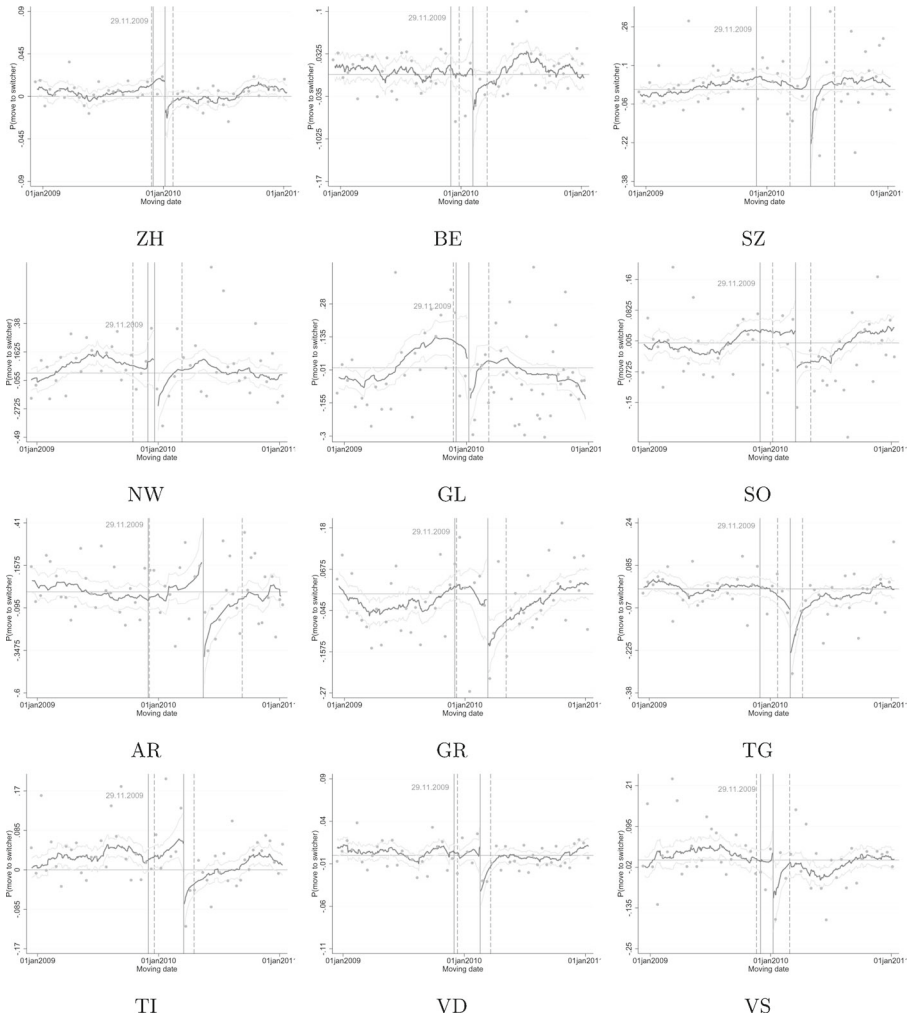 29.11.2009
P(move to switcher)
.09
.045
0
-.045
-.09
01jan2009
01jan2010
01jan201
Moving date
ZH
29.11.2009
P(move to switcher)
.1
.0325
-.035
-.1025
-.17
01jan2009
01jan2010
01jan201
Moving date
BE
29.11.2009
P(move to switcher)
.26
.1
-.06
-.22
-.38
01jan2009
01jan2010
01jan201
Moving date
SZ
29.11.2009
P(move to switcher)
.38
.1625
-.055
-.2725
-.49
01jan2009
01jan2010
01jan201
Moving date
NW
29.11.2009
P(move to switcher)
.28
.135
-.01
-.155
-.3
01jan2009
01jan2010
01jan201
Moving date
GL
29.11.2009
P(move to switcher)
.16
.0825
.005
-.0725
-.15
01jan2009
01jan2010
01jan201
Moving date
SO
29.11.2009
P(move to switcher)
.41
.1575
-.095
-.3475
-.6
01jan2009
01jan2010
01jan201
Moving date
AR
29.11.2009
P(move to switcher)
.18
.0675
-.045
-.1575
-.27
01jan2009
01jan2010
01jan201
Moving date
GR
29.11.2009
P(move to switcher)
.24
.085
-.07
-.225
-.38
01jan2009
01jan2010
01jan201
Moving date
TG
29.11.2009
P(move to switcher)
.17
.085
0
-.085
-.17
01jan2009
01jan2010
01jan201
Moving date
TI
29.11.2009
P(move to switcher)
.09
.04
-.01
-.06
-.11
01jan2009
01jan2010
01jan201
Moving date
VD
29.11.2009
P(move to switcher)
.21
.095
-.02
-.135
-.25
01jan2009
01jan2010
01jan201
Moving date
VS